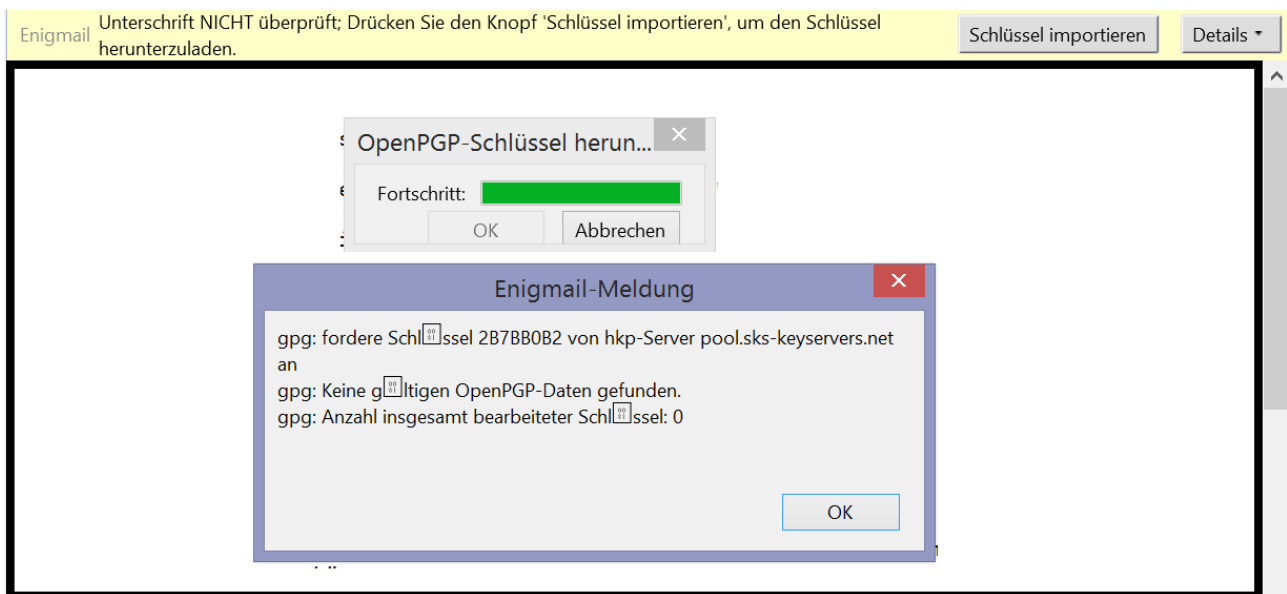 Enigmail
Unterschrift NICHT überprüft; Drücken Sie den Knopf 'Schlüssel importieren', um den Schlüssel
herunterzuladen.
Schlüssel importieren
Details
OpenPGP-Schlüssel herun...
Fortschritt:
OK
Abbrechen
Enigmail-Meldung
gpg: fordere Schl�ssel 2B7BB0B2 von hkp-Server pool.sks-keyservers.net
an
gpg: Keine g�ltigen OpenPGP-Daten gefunden.
gpg: Anzahl insgesamt bearbeiteter Schl�ssel: 0
OK